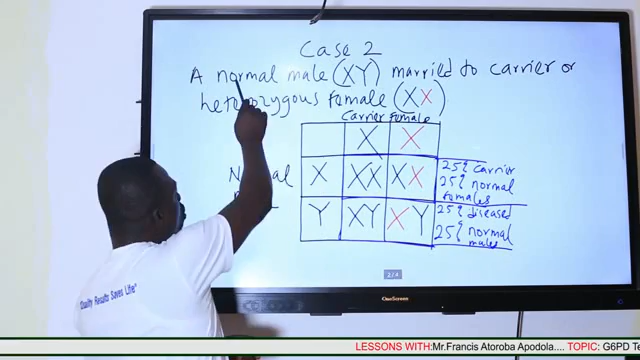 Case 2
A normal male (XY) married to carrier or
heterozygous female (XX)
Carrier female
X X
Normal X XX XX 25% carrier
25% normal
females
Y XY XY 25% diseased
25% normal
males
2/4
OneScreen
Quality Results Saves Life"
LESSONS WITH:Mr.Francis Atoroba Apodola.... TOPIC: G6PD Te